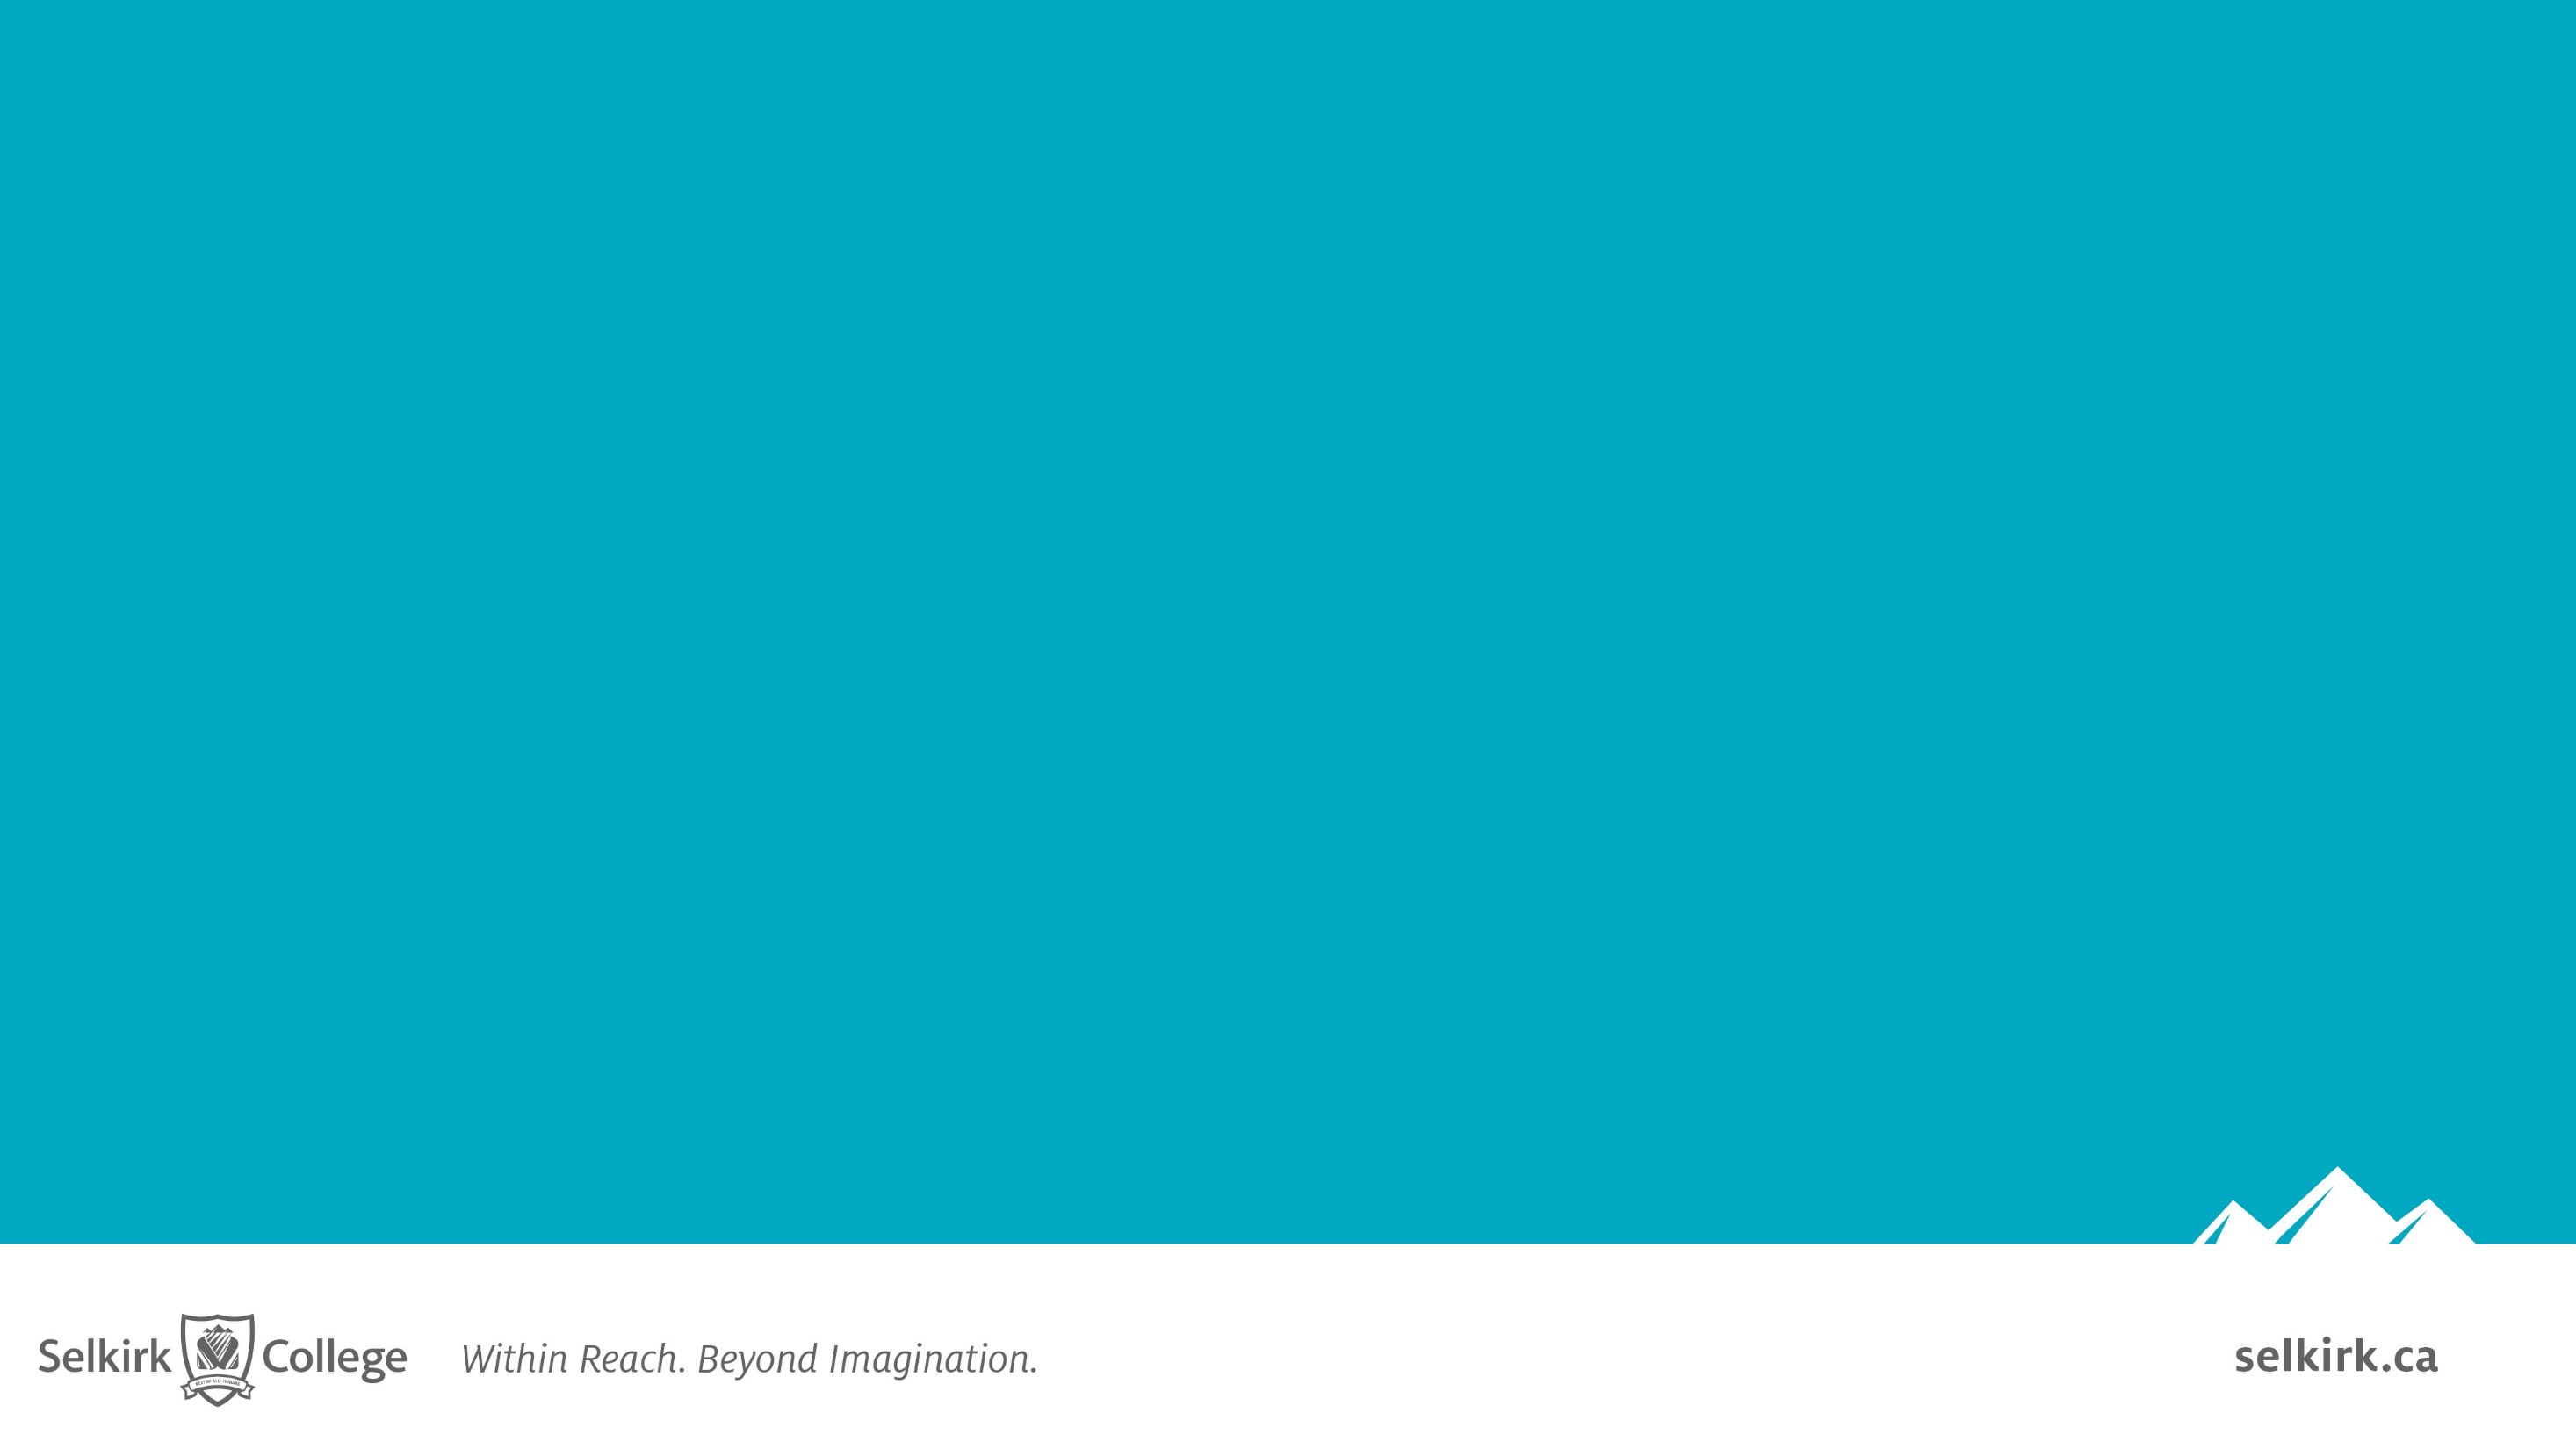 Selkirk College
Within Reach. Beyond Imagination.
selkirk.ca